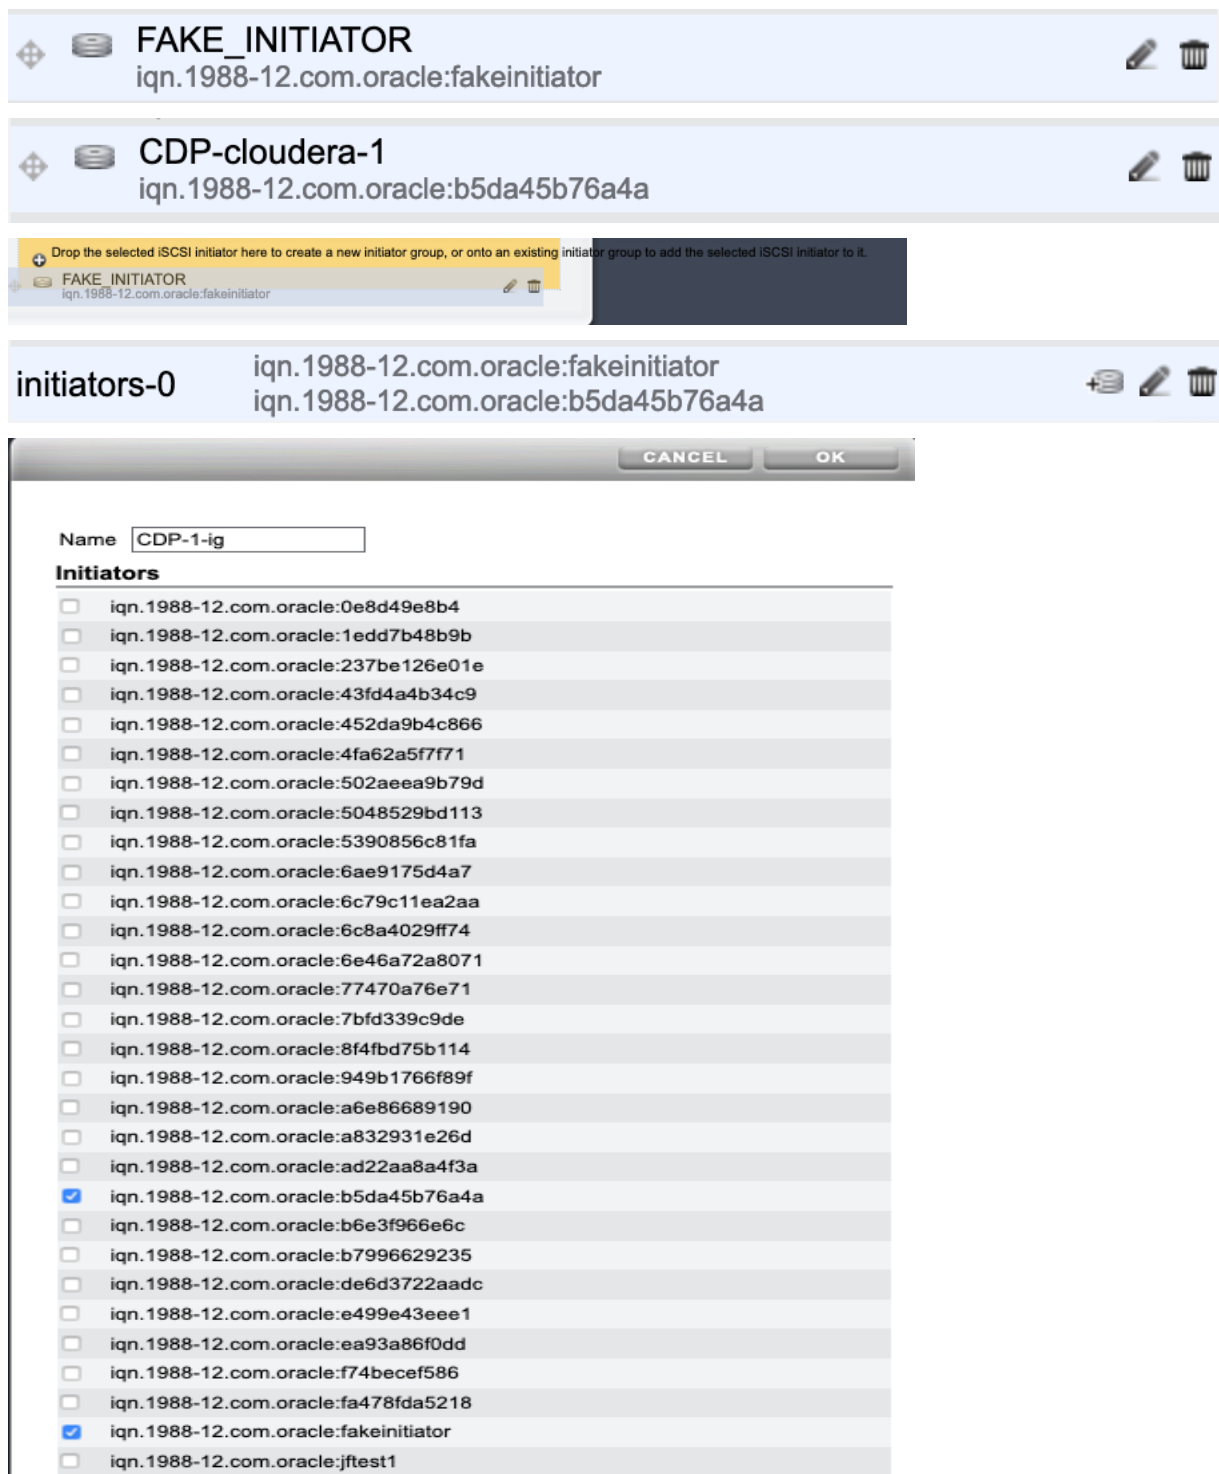 FAKE_INITIATOR
iqn.1988-12.com.oracle:fakeinitiator
CDP-cloudera-1
iqn.1988-12.com.oracle:b5da45b76a4a
Drop the selected iSCSI initiator here to create a new initiator group, or onto an existing initiator group to add the selected iSCSI initiator to it.
FAKE_INITIATOR
iqn.1988-12.com.oracle:fakeinitiator
initiators-0
iqn.1988-12.com.oracle:fakeinitiator
iqn.1988-12.com.oracle:b5da45b76a4a
CANCEL OK
Name CDP-1-ig
Initiators
iqn.1988-12.com.oracle:0e8d49e8b4
iqn.1988-12.com.oracle:1edd7b48b9b
iqn.1988-12.com.oracle:237be126e01e
iqn.1988-12.com.oracle:43fd4a4b34c9
iqn.1988-12.com.oracle:452da9b4c866
iqn.1988-12.com.oracle:4fa62a5f7f71
iqn.1988-12.com.oracle:502aeea9b79d
iqn.1988-12.com.oracle:5048529bd113
iqn.1988-12.com.oracle:5390856c81fa
iqn.1988-12.com.oracle:6ae9175d4a7
iqn.1988-12.com.oracle:6c79c11ea2aa
iqn.1988-12.com.oracle:6c8a4029ff74
iqn.1988-12.com.oracle:6e46a72a8071
iqn.1988-12.com.oracle:77470a76e71
iqn.1988-12.com.oracle:7bfd339c9de
iqn.1988-12.com.oracle:8f4fbd75b114
iqn.1988-12.com.oracle:949b1766f89f
iqn.1988-12.com.oracle:a6e86689190
iqn.1988-12.com.oracle:a832931e26d
iqn.1988-12.com.oracle:ad22aa8a4f3a
iqn.1988-12.com.oracle:b5da45b76a4a
iqn.1988-12.com.oracle:b6e3f966e6c
iqn.1988-12.com.oracle:b7996629235
iqn.1988-12.com.oracle:de6d3722aadc
iqn.1988-12.com.oracle:e499e43eee1
iqn.1988-12.com.oracle:ea93a86f0dd
iqn.1988-12.com.oracle:f74becef586
iqn.1988-12.com.oracle:fa478fda5218
iqn.1988-12.com.oracle:fakeinitiator
iqn.1988-12.com.oracle:jftest1